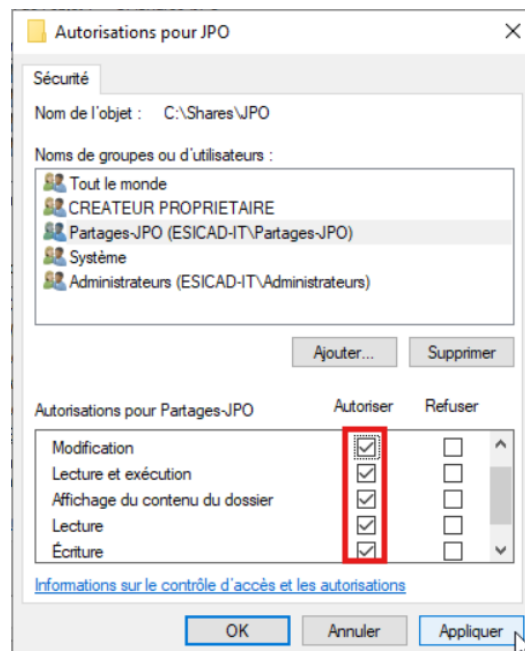 Autorisations pour JPO
Sécurité
Nom de l'objet : C:\Shares\JPO
Noms de groupes ou d'utilisateurs :
Tout le monde
CREATEUR PROPRIETAIRE
Partages-JPO (ESICAD-IT\Partages-JPO)
Système
Administrateurs (ESICAD-IT\Administrateurs)
Ajouter... Supprimer
Autorisations pour Partages-JPO Autoriser Refuser
Modification
Lecture et exécution
Affichage du contenu du dossier
Lecture
Écriture
Informations sur le contrôle d'accès et les autorisations
OK Annuler Appliquer